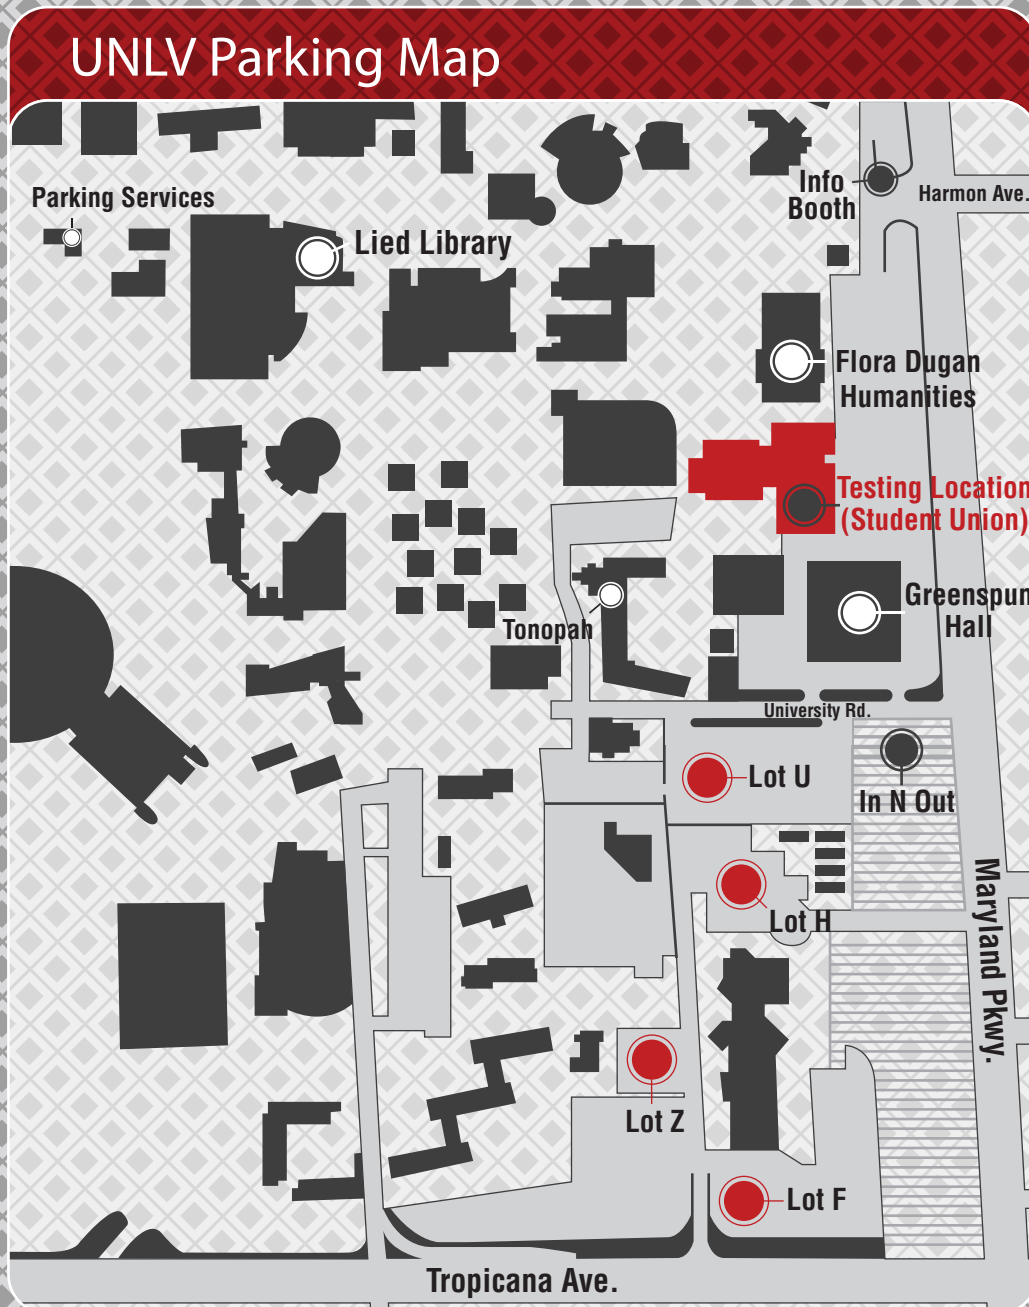 UNLV Parking Map
Parking Services
Info
Booth
Harmon Ave.
Lied Library
Flora Dugan
Humanities
Testing Location
(Student Union)
Greenspun
Hall
Tonopah
University Rd.
Lot U
In N Out
Maryland Pkwy.
Lot H
Lot Z
Lot F
Tropicana Ave.